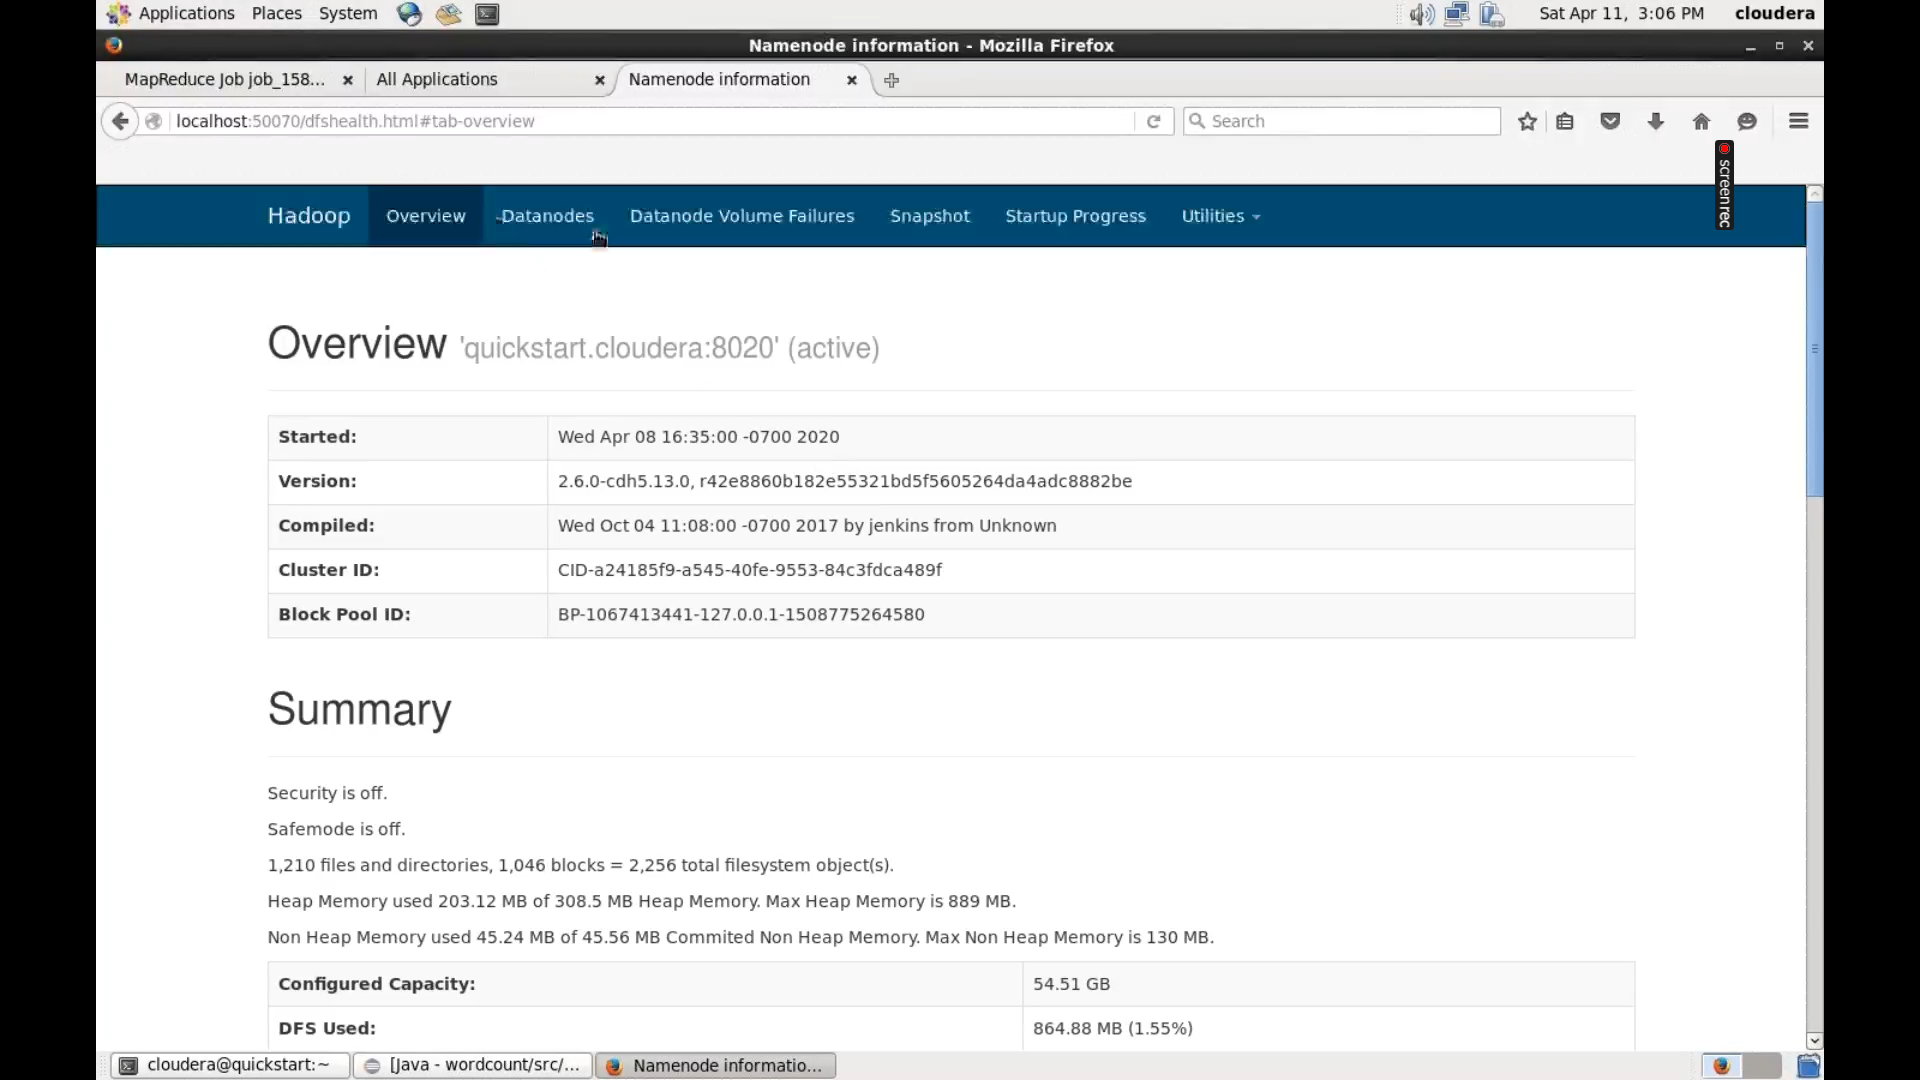 Applications Places System Sat Apr 11, 3:06 PM cloudera
Namenode information - Mozilla Firefox
MapReduce Job job_158... All Applications Namenode information
localhost:50070/dfshealth.html#tab-overview Search
screenrec
Hadoop Overview Datanodes Datanode Volume Failures Snapshot Startup Progress Utilities
Overview 'quickstart.cloudera:8020' (active)
Started: Wed Apr 08 16:35:00 -0700 2020
Version: 2.6.0-cdh5.13.0, r42e8860b182e55321bd5f5605264da4adc8882be
Compiled: Wed Oct 04 11:08:00 -0700 2017 by jenkins from Unknown
Cluster ID: CID-a24185f9-a545-40fe-9553-84c3fdca489f
Block Pool ID: BP-1067413441-127.0.0.1-1508775264580
Summary
Security is off.
Safemode is off.
1,210 files and directories, 1,046 blocks = 2,256 total filesystem object(s).
Heap Memory used 203.12 MB of 308.5 MB Heap Memory. Max Heap Memory is 889 MB.
Non Heap Memory used 45.24 MB of 45.56 MB Commited Non Heap Memory. Max Non Heap Memory is 130 MB.
Configured Capacity: 54.51 GB
DFS Used: 864.88 MB (1.55%)
cloudera@quickstart:~ [Java - wordcount/src/... Namenode informatio...